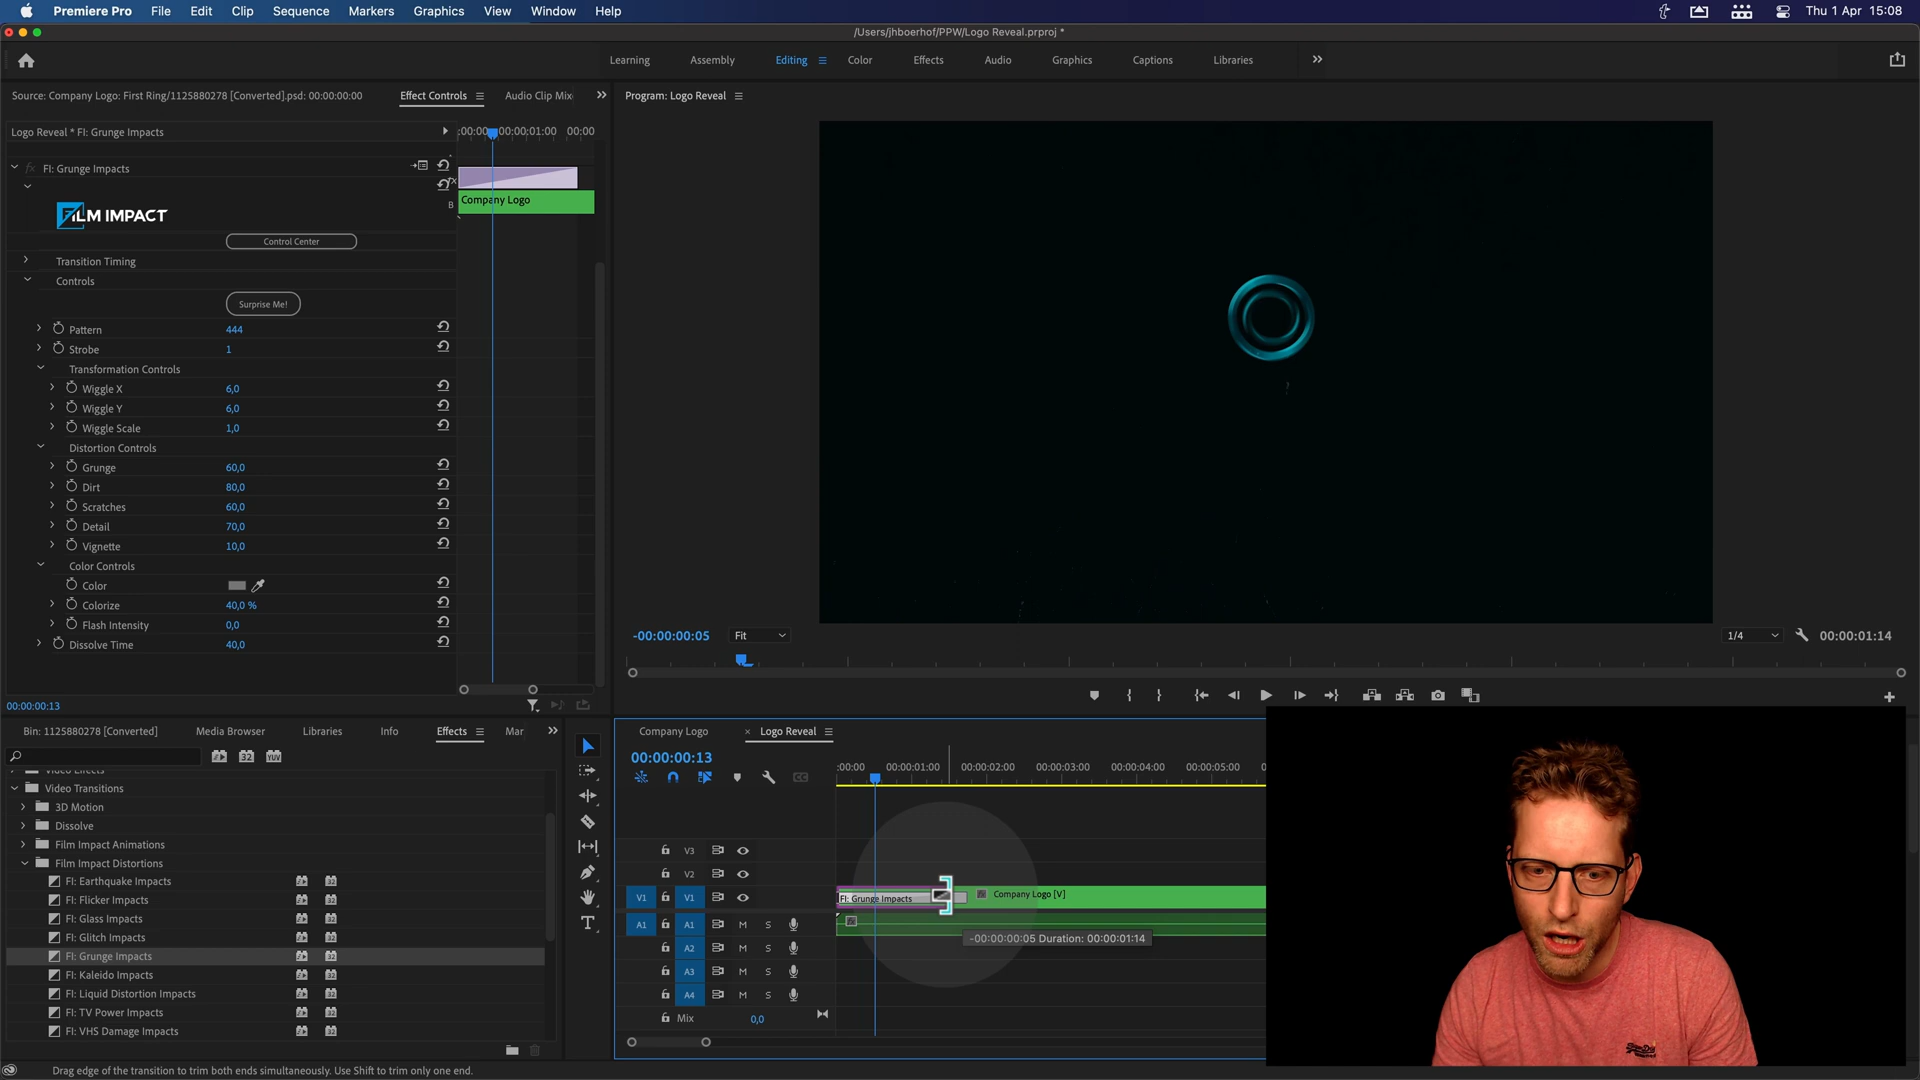 Premiere Pro File Edit Clip Sequence Markers Graphics View Window Help Thu 1 Apr 15:08
/Users/jhboerhof/PPW/Logo Reveal.prproj *
Learning Assembly Editing Color Effects Audio Graphics Captions Libraries
Source: Company Logo: First Ring/1125880278 [Converted].psd: 00:00:00:00 Effect Controls Audio Clip Mix Program: Logo Reveal
Logo Reveal * FI: Grunge Impacts ;00:00 00:00:01:00 00:00
fx FI: Grunge Impacts
Company Logo
B
FILM IMPACT
Control Center
Transition Timing
Controls
Surprise Me!
Pattern 444
Strobe 1
Transformation Controls
Wiggle X 6,0
Wiggle Y 6,0
Wiggle Scale 1,0
Distortion Controls
Grunge 60,0
Dirt 80,0
Scratches 60,0
Detail 70,0
Vignette 10,0
Color Controls
Color
Colorize 40,0 %
Flash Intensity 0,0
Dissolve Time 40,0
00:00:00:13
-00:00:00:05 Fit 1/4 00:00:01:14
Bin: 1125880278 [Converted] Media Browser Libraries Info Effects Mar
32 YUV
Video Effects
Video Transitions
3D Motion
Dissolve
Film Impact Animations
Film Impact Distortions
FI: Earthquake Impacts
FI: Flicker Impacts
FI: Glass Impacts
FI: Glitch Impacts
FI: Grunge Impacts
FI: Kaleido Impacts
FI: Liquid Distortion Impacts
FI: TV Power Impacts
FI: VHS Damage Impacts
Company Logo × Logo Reveal
00:00:00:13
:00:00 00:00:01:00 00:00:02:00 00:00:03:00 00:00:04:00 00:00:05:00
V3
V2
V1 V1 FI: Grunge Impacts Company Logo [V]
A1 A1 M S
-00:00:00:05 Duration: 00:00:01:14
A2 M S
A3 M S
A4 M S
Mix 0,0
Drag edge of the transition to trim both ends simultaneously. Use Shift to trim only one end.